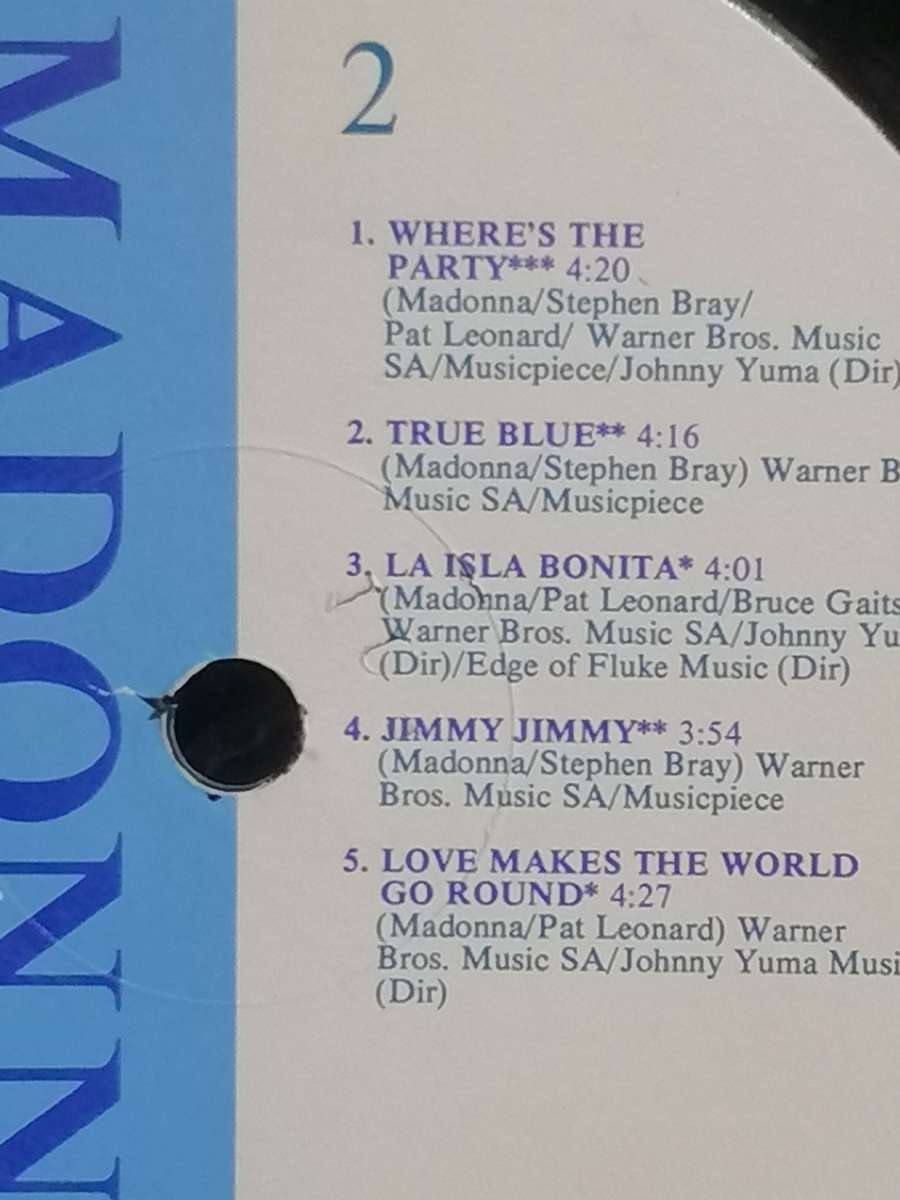 MADONN
2
1. WHERE'S THE
PARTY*** 4:20
(Madonna/Stephen Bray/
Pat Leonard/ Warner Bros. Music
SA/Musicpiece/Johnny Yuma (Dir)
2. TRUE BLUE** 4:16
(Madonna/Stephen Bray) Warner B
Music SA/Musicpiece
3. LA ISLA BONITA* 4:01
(Madonna/Pat Leonard/Bruce Gaits
Warner Bros. Music SA/Johnny Yu
(Dir)/Edge of Fluke Music (Dir)
4. JIMMY JIMMY** 3:54
(Madonna/Stephen Bray) Warner
Bros. Music SA/Musicpiece
5. LOVE MAKES THE WORLD
GO ROUND* 4:27
(Madonna/Pat Leonard) Warner
Bros. Music SA/Johnny Yuma Musi
(Dir)